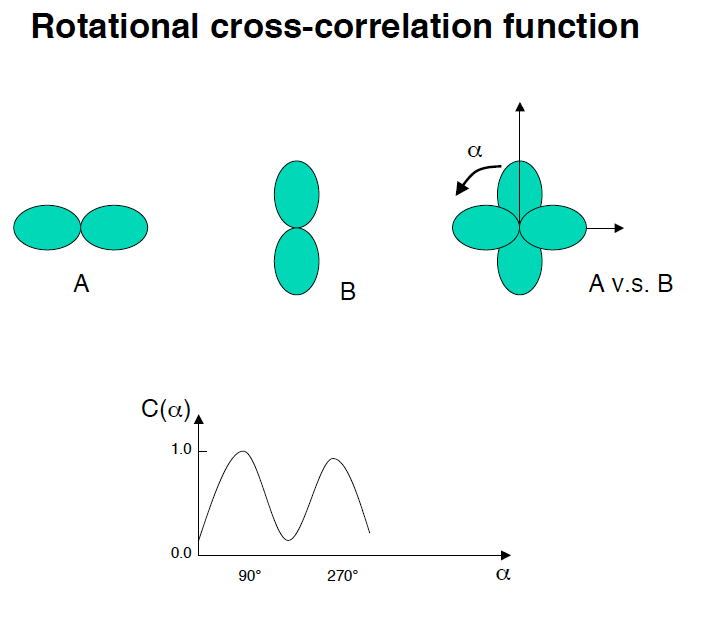 Rotational cross-correlation function
α
A
B
A v.s. B
C(α)
1.0
0.0
90°
270°
α